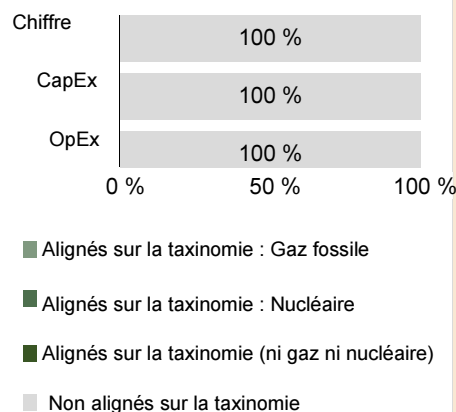 Chiffre
100 %
CapEx
100 %
OpEx
100 %
0 % 50 % 100 %
Alignés sur la taxinomie : Gaz fossile
Alignés sur la taxinomie : Nucléaire
Alignés sur la taxinomie (ni gaz ni nucléaire)
Non alignés sur la taxinomie